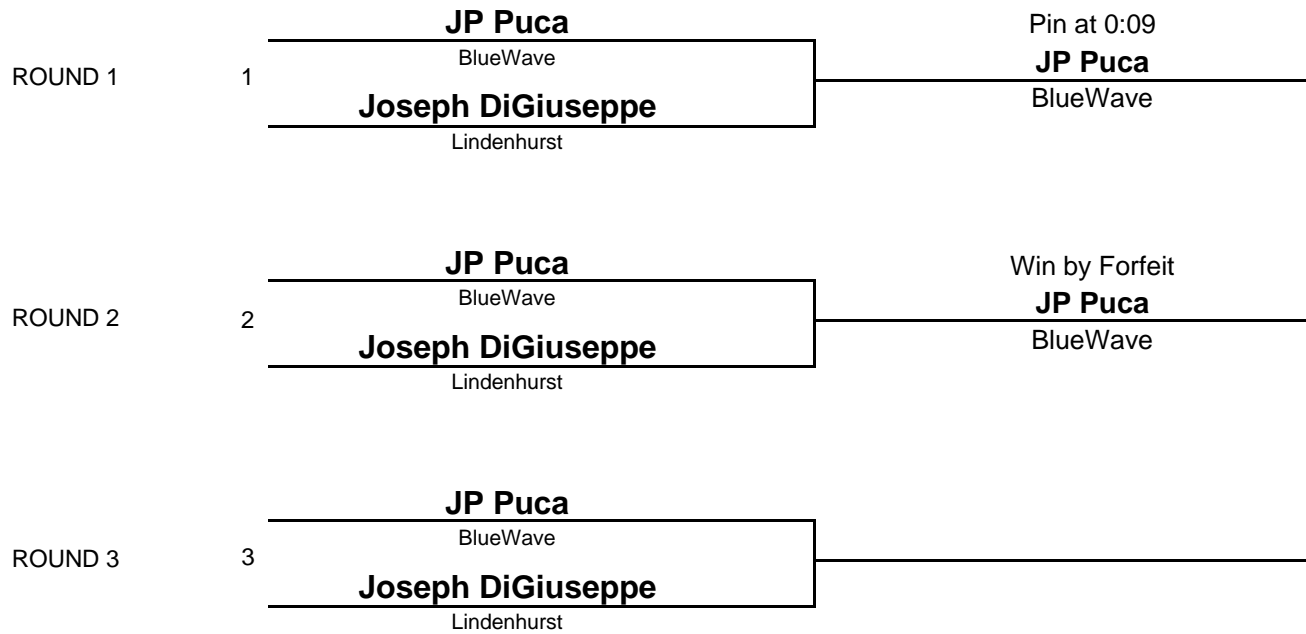 JP Puca
Pin at 0:09
BlueWave
JP Puca
ROUND 1
1
Joseph DiGiuseppe
BlueWave
Lindenhurst
JP Puca
Win by Forfeit
BlueWave
JP Puca
ROUND 2
2
Joseph DiGiuseppe
BlueWave
Lindenhurst
JP Puca
BlueWave
ROUND 3
3
Joseph DiGiuseppe
Lindenhurst